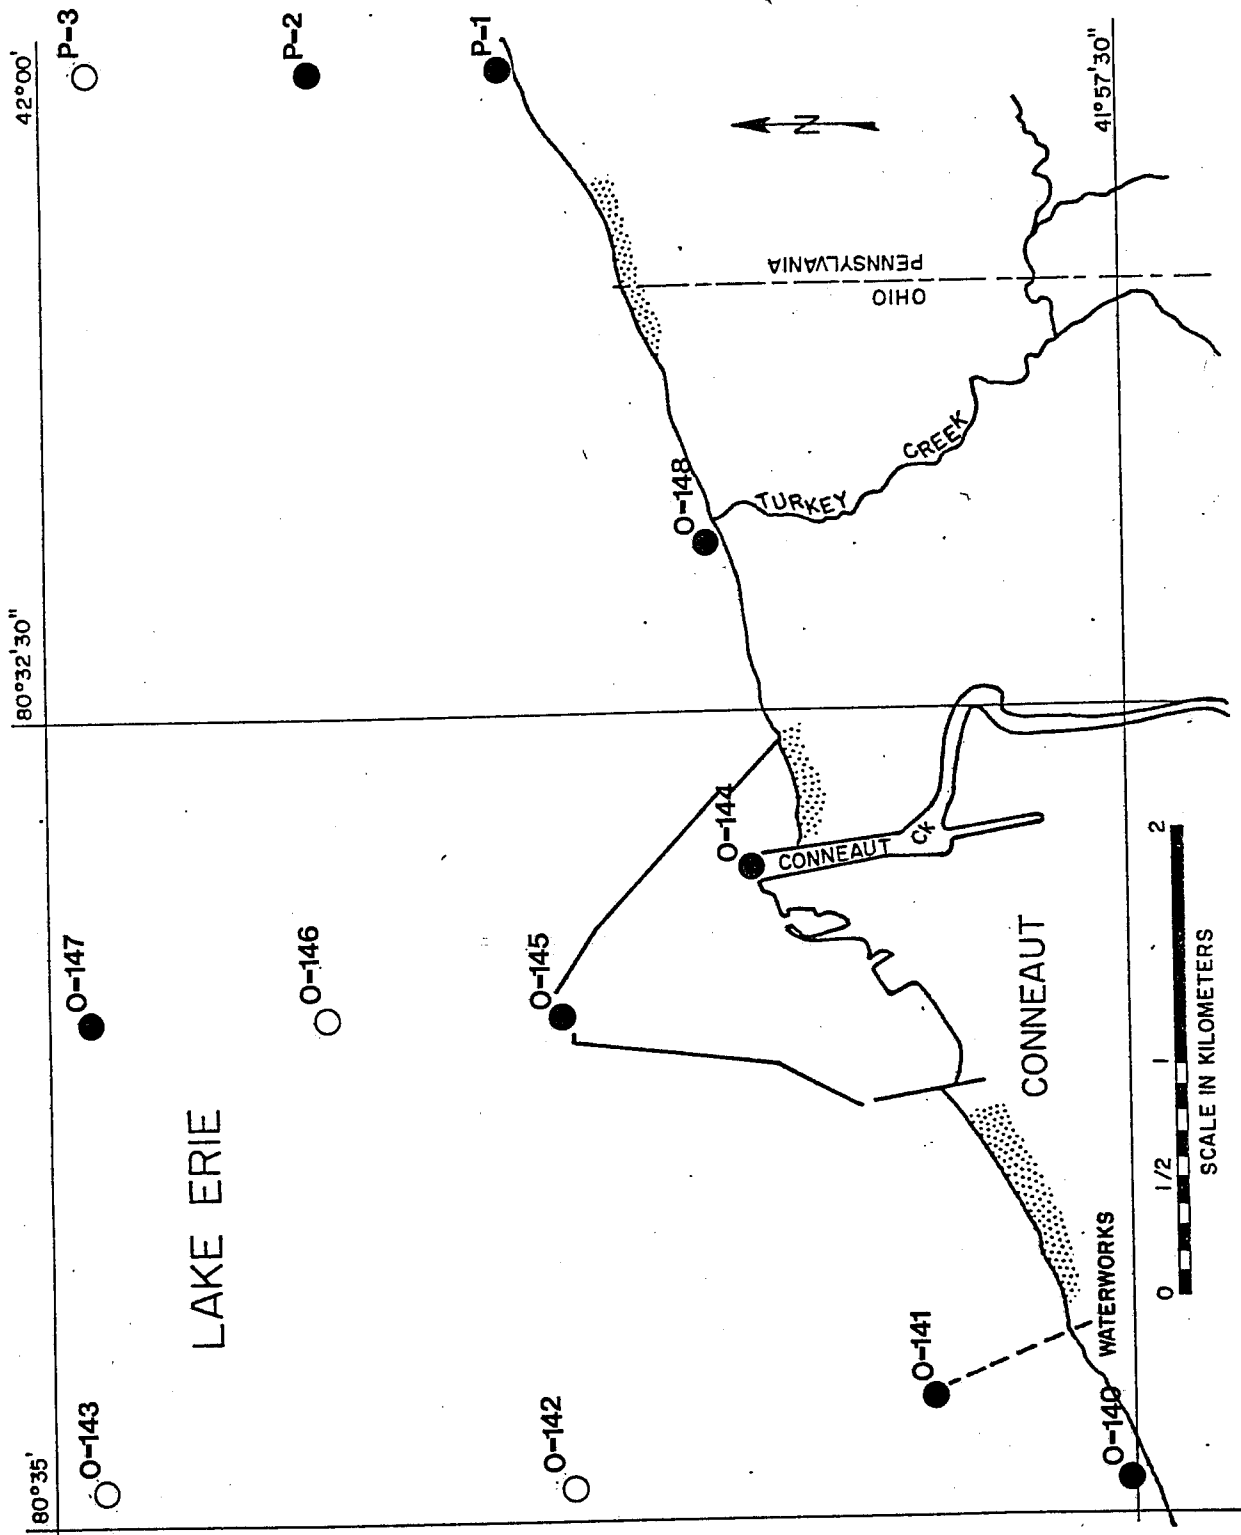 42°00'
P-3
P-2
P-1
41°57'30"
N
PENNSYLVANIA
OHIO
TURKEY CREEK
O-148
80°32'30"
O-144
CONNEAUT CK
CONNEAUT
O-147
O-146
O-145
LAKE ERIE
O-143
O-142
O-141
O-140
WATERWORKS
80°35'
0 1/2 1 2
SCALE IN KILOMETERS